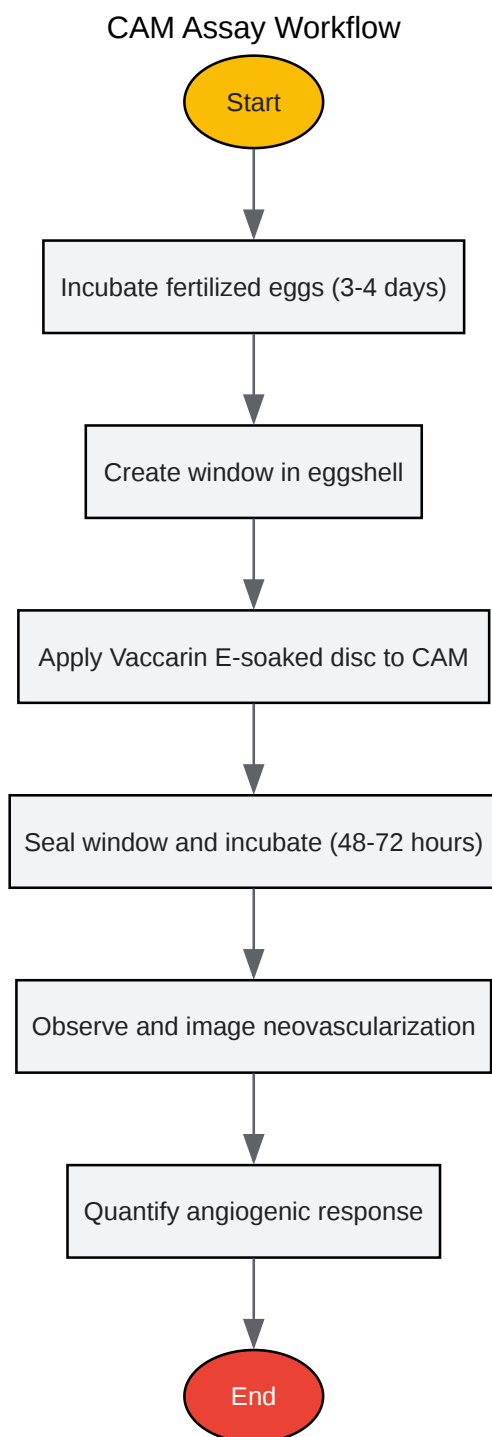 CAM Assay Workflow
Start
Incubate fertilized eggs (3-4 days)
Create window in eggshell
Apply Vaccarin E-soaked disc to CAM
Seal window and incubate (48-72 hours)
Observe and image neovascularization
Quantify angiogenic response
End